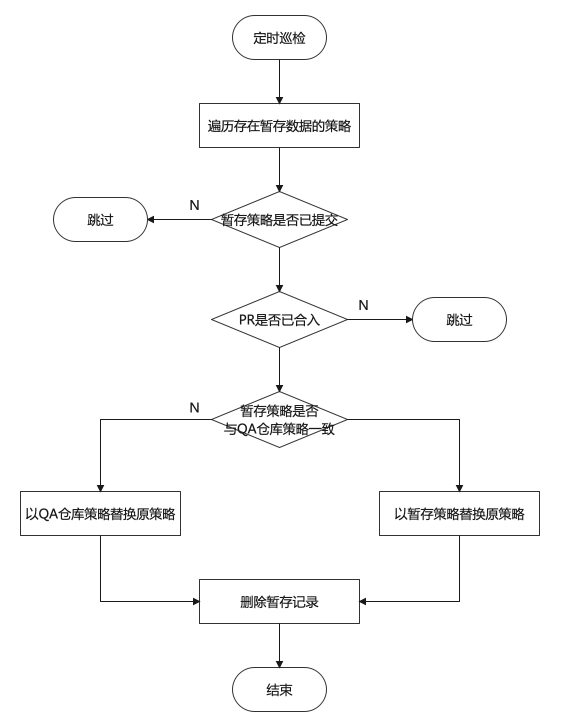 定时巡检
遍历存在暂存数据的策略
N
跳过
暂存策略是否已提交
PR是否已合入
N
跳过
N
暂存策略是否
与QA仓库策略一致
以QA仓库策略替换原策略
以暂存策略替换原策略
删除暂存记录
结束